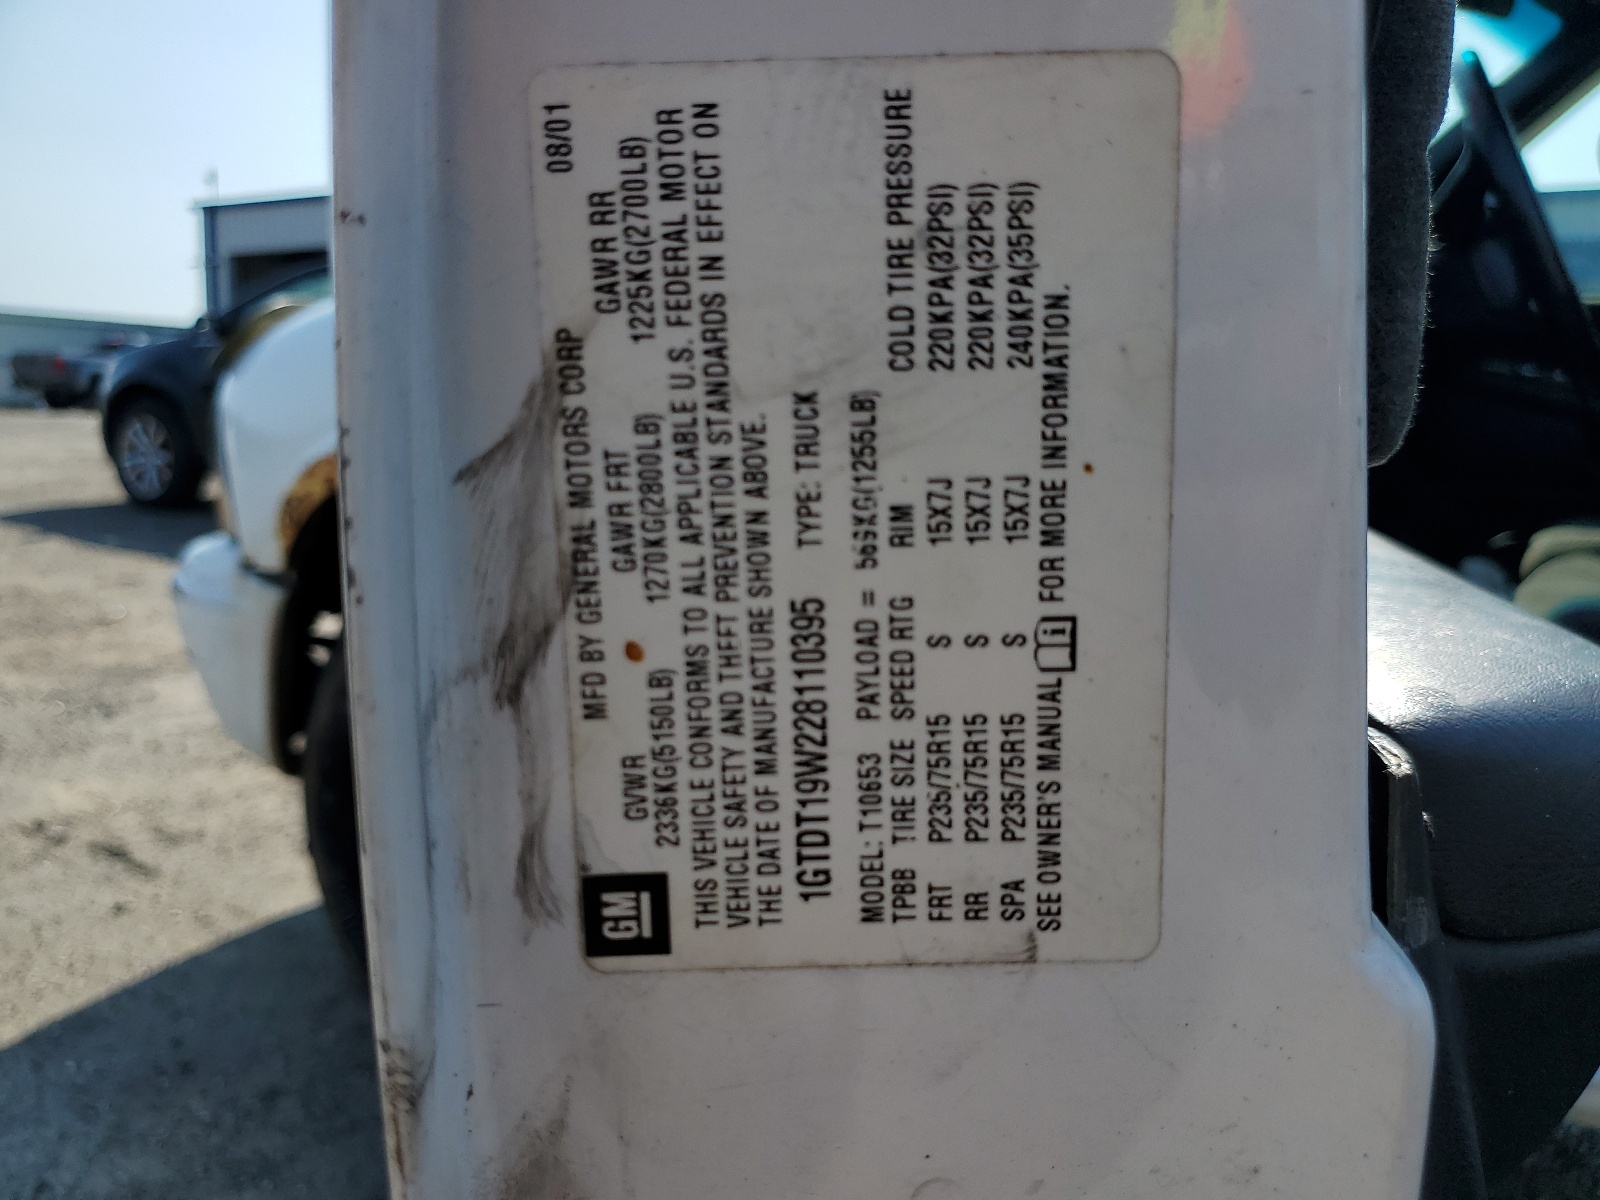 MFD BY GENERAL MOTORS CORP 08/01
GM
GVWR GAWR FRT GAWR RR
2336KG(5150LB) 1270KG(2800LB) 1225KG(2700LB)
THIS VEHICLE CONFORMS TO ALL APPLICABLE U.S. FEDERAL MOTOR
VEHICLE SAFETY AND THEFT PREVENTION STANDARDS IN EFFECT ON
THE DATE OF MANUFACTURE SHOWN ABOVE.
1GTDT19W228110395 TYPE: TRUCK
MODEL: T10653 PAYLOAD = 569KG(1255LB)
TPBB TIRE SIZE SPEED RTG RIM COLD TIRE PRESSURE
FRT P235/75R15 S 15X7J 220KPA(32PSI)
RR P235/75R15 S 15X7J 220KPA(32PSI)
SPA P235/75R15 S 15X7J 240KPA(35PSI)
SEE OWNER'S MANUAL i FOR MORE INFORMATION.